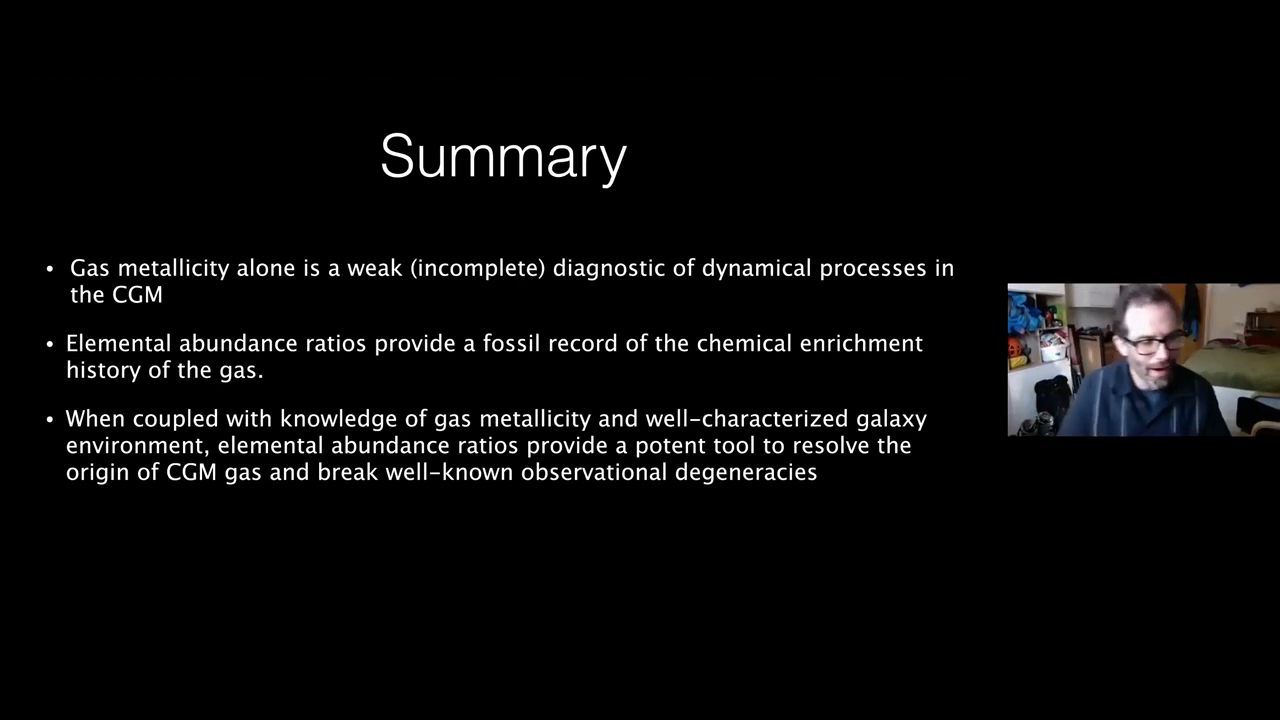 Summary
• Gas metallicity alone is a weak (incomplete) diagnostic of dynamical processes in
the CGM
• Elemental abundance ratios provide a fossil record of the chemical enrichment
history of the gas.
• When coupled with knowledge of gas metallicity and well-characterized galaxy
environment, elemental abundance ratios provide a potent tool to resolve the
origin of CGM gas and break well-known observational degeneracies